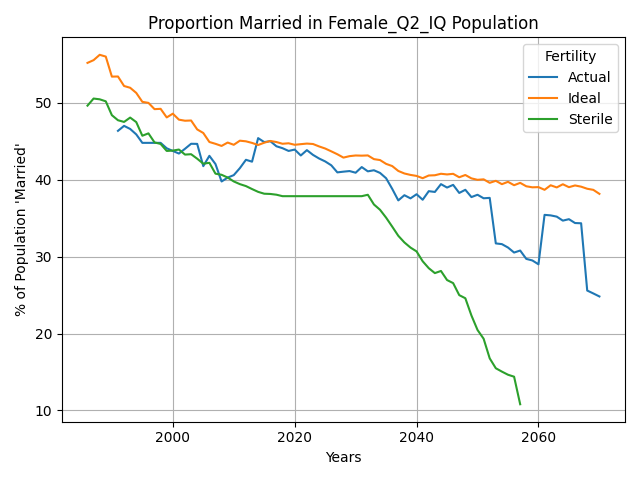 Proportion Married in Female_Q2_IQ Population
Fertility
Actual
Ideal
Sterile
% of Population 'Married'
50
40
30
20
10
2000
2020
2040
2060
Years